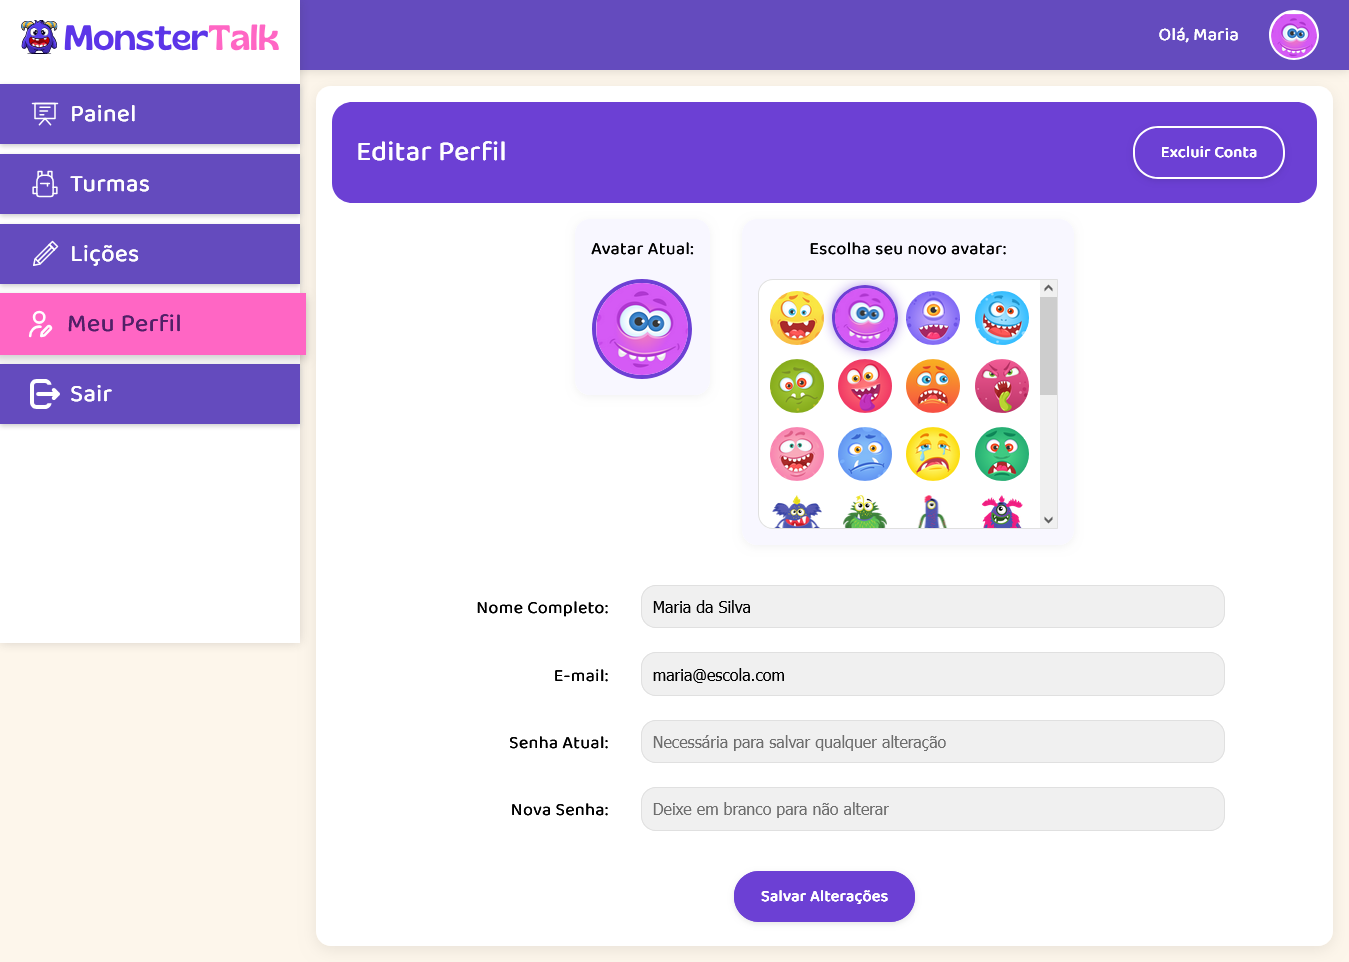 MonsterTalk
Olá, Maria
Painel
Turmas
Lições
Meu Perfil
Sair
Editar Perfil
Excluir Conta
Avatar Atual:
Escolha seu novo avatar:
Nome Completo:
Maria da Silva
E-mail:
maria@escola.com
Senha Atual:
Necessária para salvar qualquer alteração
Nova Senha:
Deixe em branco para não alterar
Salvar Alterações